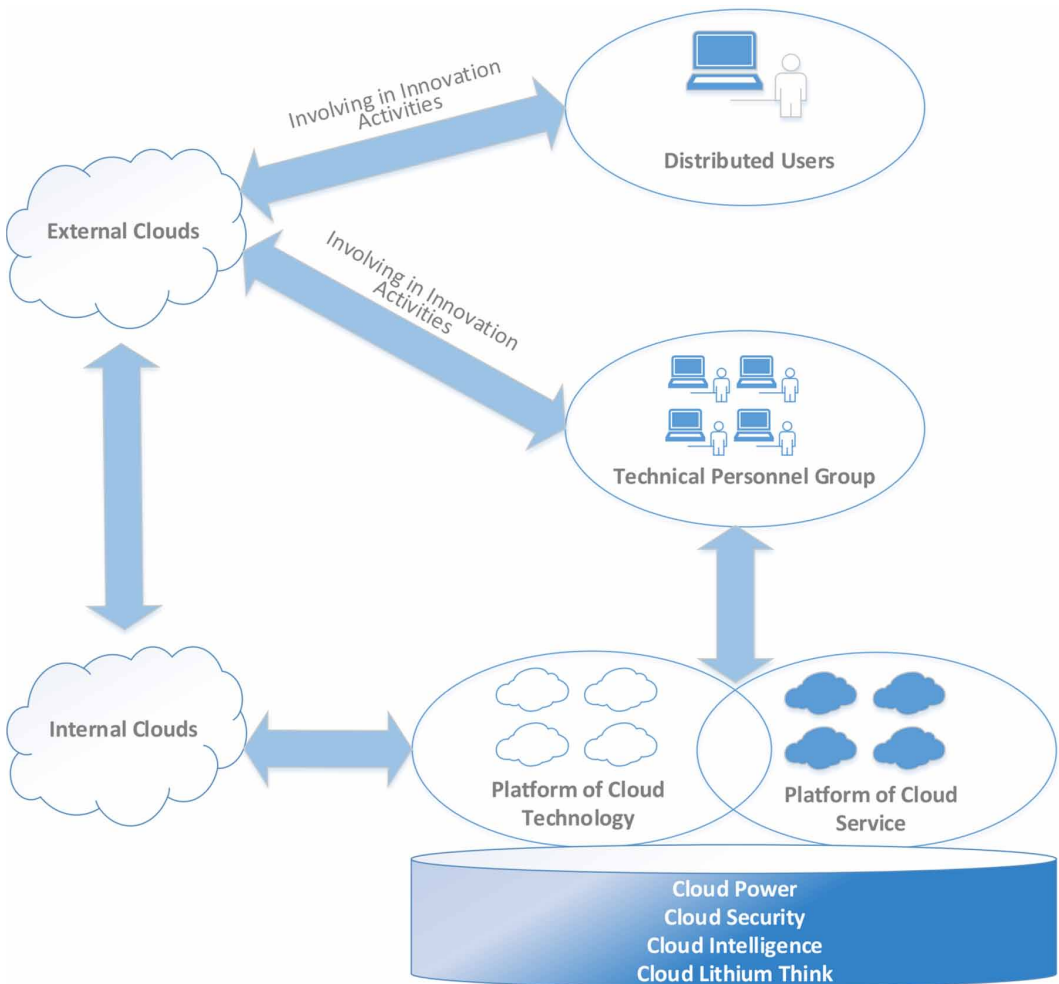 Involving in Innovation
Activities
Distributed Users
External Clouds
Involving in Innovation
Activities
Technical Personnel Group
Internal Clouds
Platform of Cloud
Technology
Platform of Cloud
Service
Cloud Power
Cloud Security
Cloud Intelligence
Cloud Lithium Think